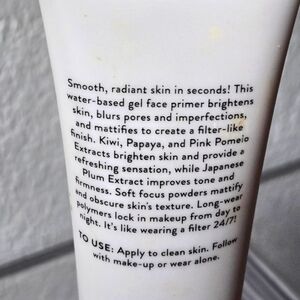 Smooth, radiant skin in seconds! This
water-based gel face primer brightens
skin, blurs pores and imperfections,
and mattifies to create a filter-like
finish. Kiwi, Papaya, and Pink Pomelo
Extracts brighten skin and provide a
refreshing sensation, while Japanese
Plum Extract improves tone and
firmness. Soft focus powders mattify
and obscure skin's texture. Long-wear
polymers lock in makeup from day to
night. It's like wearing a filter 24/7!
TO USE: Apply to clean skin. Follow
with make-up or wear alone.